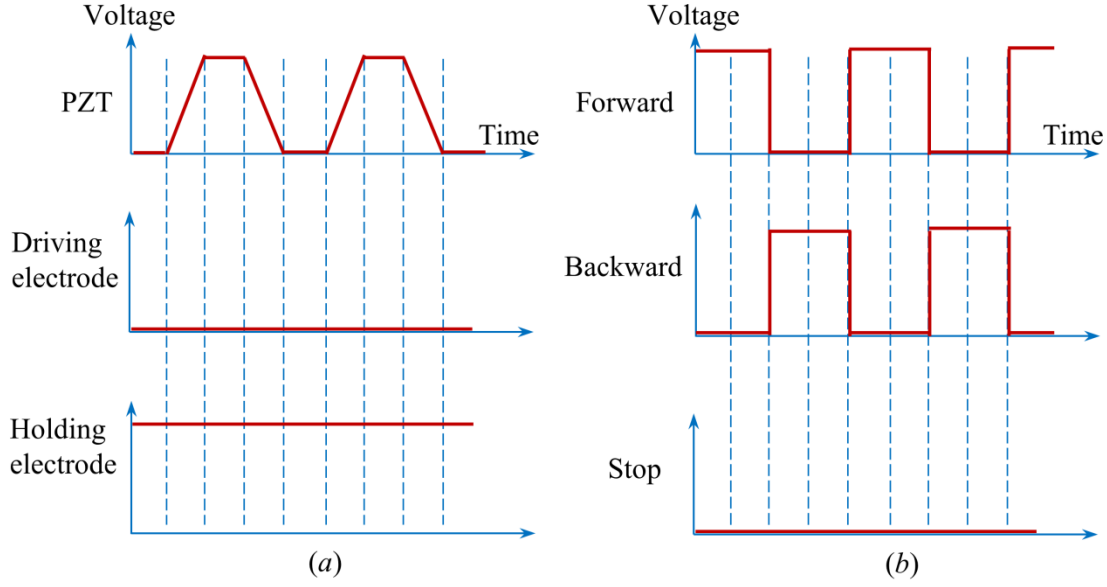 Voltage
PZT
Time
Driving
electrode
Holding
electrode
(a)
Voltage
Forward
Time
Backward
Stop
(b)